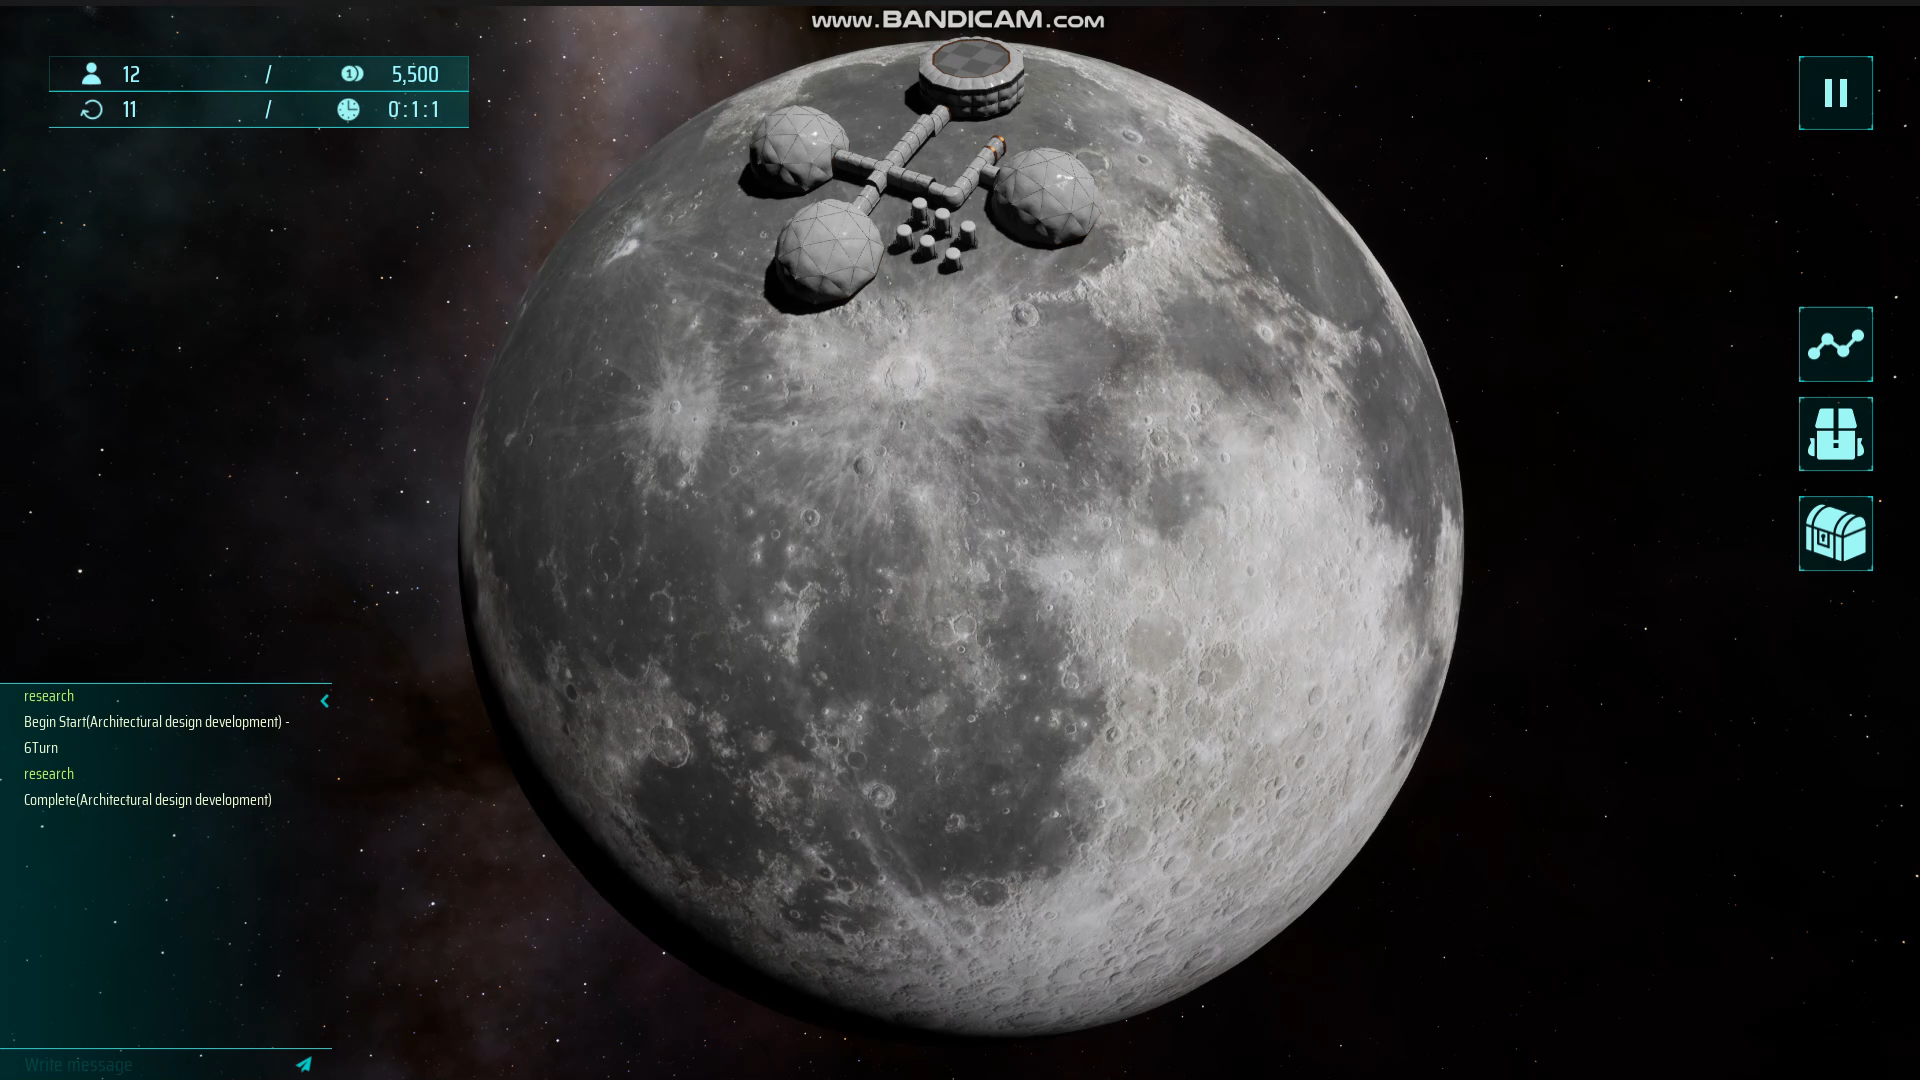 www.BANDICAM.com
12 / 5,500
11 / 0:1:1
research
Begin Start(Architectural design development) -
6Turn
research
Complete(Architectural design development)
Write message